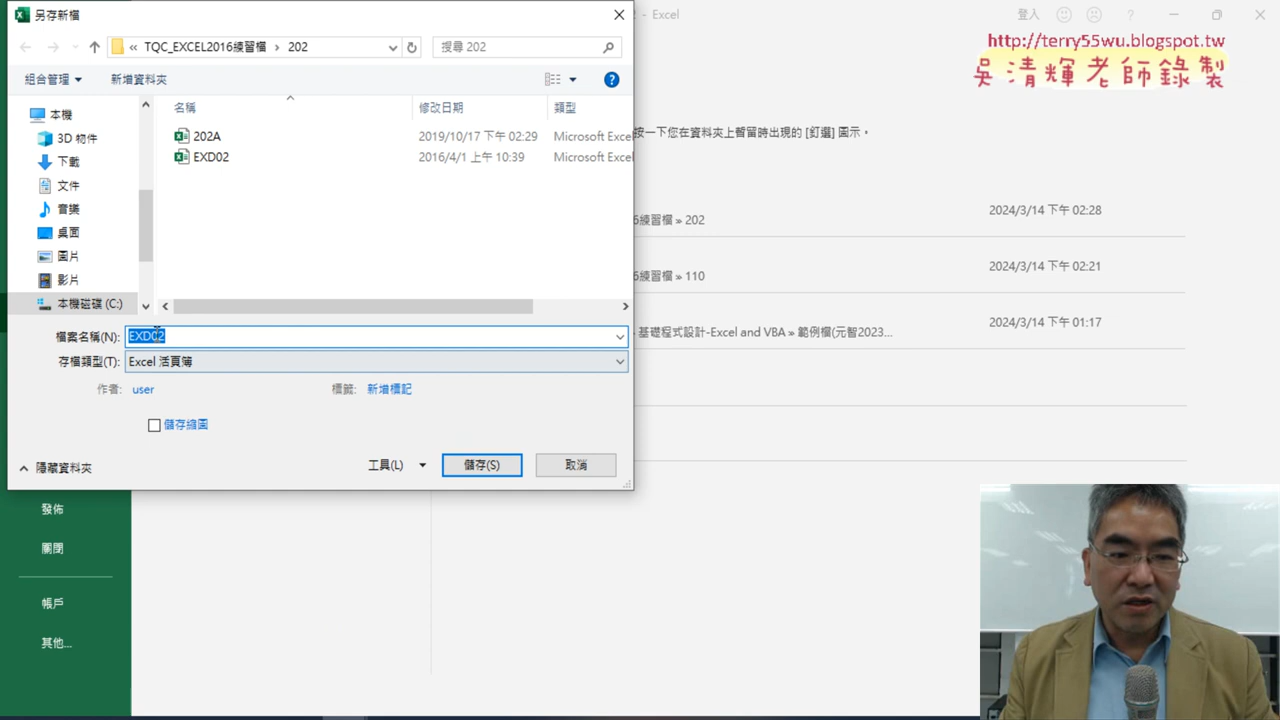 另存新檔
- Excel
登入
http://terry55wu.blogspot.tw
吳清輝老師錄製
« TQC_EXCEL2016練習檔 › 202
搜尋 202
組合管理
新增資料夾
名稱
修改日期
類型
本機
3D 物件
下載
文件
音樂
桌面
圖片
影片
本機磁碟 (C:)
202A
2019/10/17 下午 02:29
Microsoft Excel
EXD02
2016/4/1 上午 10:39
Microsoft Excel
按一下您在資料夾上暫留時出現的 [釘選] 圖示。
練習檔 » 202
2024/3/14 下午 02:28
練習檔 » 110
2024/3/14 下午 02:21
基礎程式設計-Excel and VBA » 範例檔(元智2023...
2024/3/14 下午 01:17
檔案名稱(N):
EXD02
存檔類型(T):
Excel 活頁簿
作者:
user
標籤:
新增標記
儲存縮圖
隱藏資料夾
工具(L)
儲存(S)
取消
發佈
關閉
帳戶
其他...